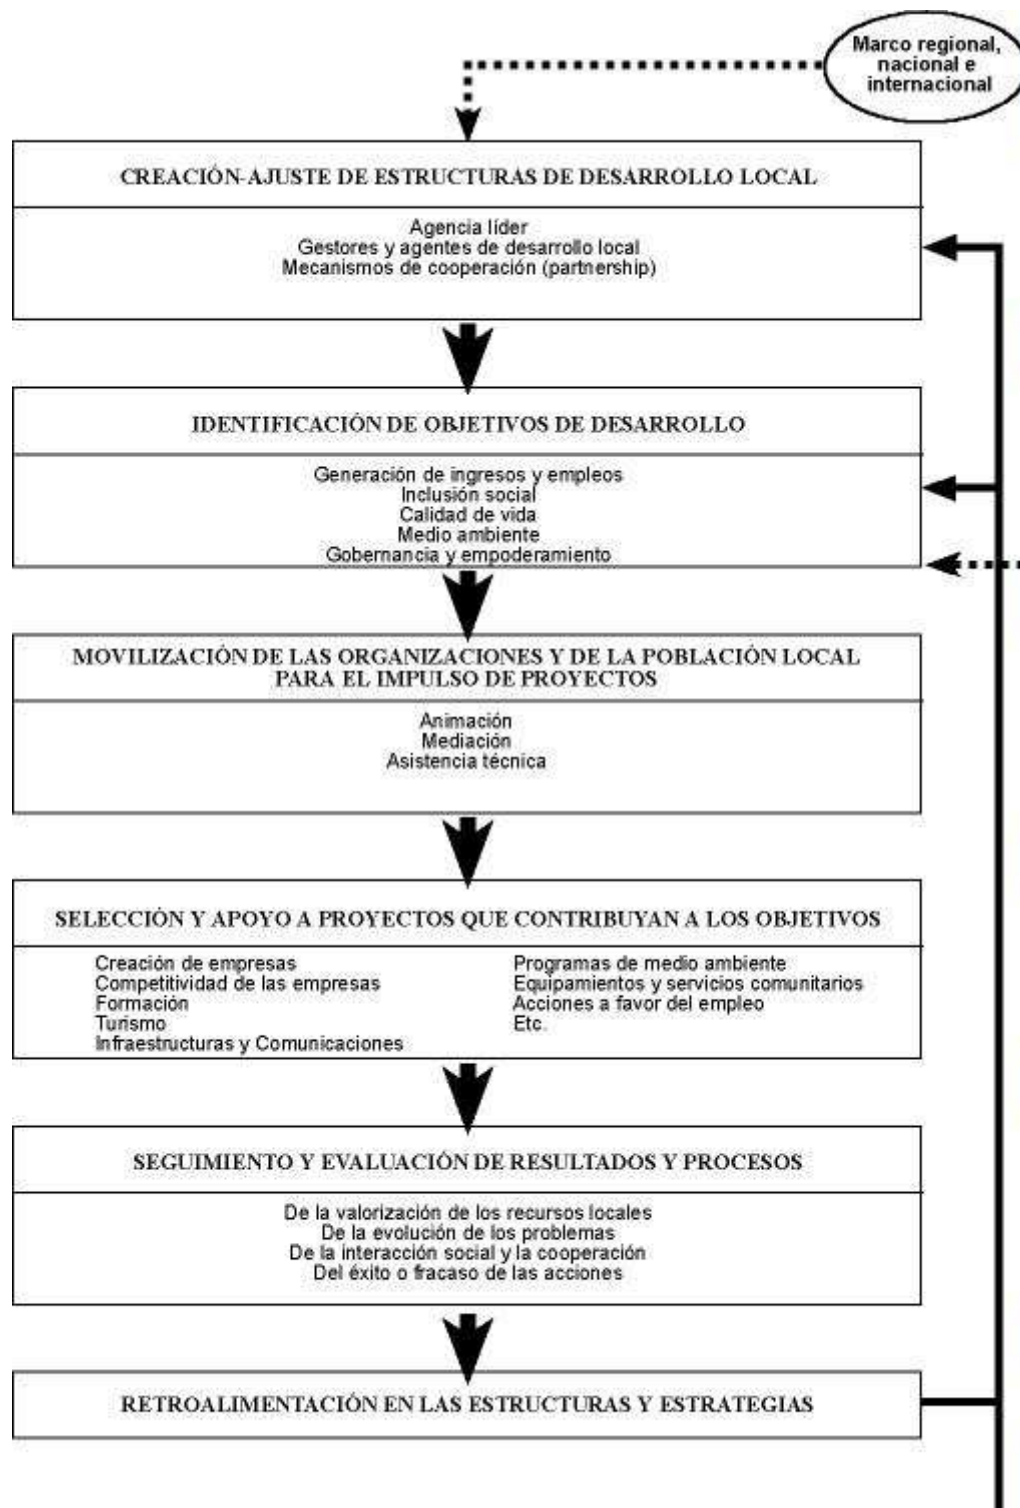 Marco regional,
nacional e
internacional
CREACIÓN-AJUSTE DE ESTRUCTURAS DE DESARROLLO LOCAL
Agencia líder
Gestores y agentes de desarrollo local
Mecanismos de cooperación (partnership)
IDENTIFICACIÓN DE OBJETIVOS DE DESARROLLO
Generación de ingresos y empleos
Inclusión social
Calidad de vida
Medio ambiente
Gobernancia y empoderamiento
MOVILIZACIÓN DE LAS ORGANIZACIONES Y DE LA POBLACIÓN LOCAL
PARA EL IMPULSO DE PROYECTOS
Animación
Mediación
Asistencia técnica
SELECCIÓN Y APOYO A PROYECTOS QUE CONTRIBUYAN A LOS OBJETIVOS
Creación de empresas
Competitividad de las empresas
Formación
Turismo
Infraestructuras y Comunicaciones
Programas de medio ambiente
Equipamientos y servicios comunitarios
Acciones a favor del empleo
Etc.
SEGUIMIENTO Y EVALUACIÓN DE RESULTADOS Y PROCESOS
De la valorización de los recursos locales
De la evolución de los problemas
De la interacción social y la cooperación
Del éxito o fracaso de las acciones
RETROALIMENTACIÓN EN LAS ESTRUCTURAS Y ESTRATEGIAS